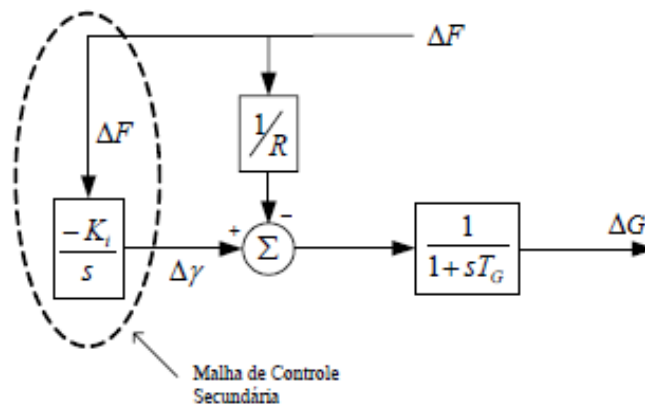 ΔF
ΔF
1/R
-K_i/s
Δγ
+
−
Σ
1/(1+sT_G)
ΔG
Malha de Controle
Secundária